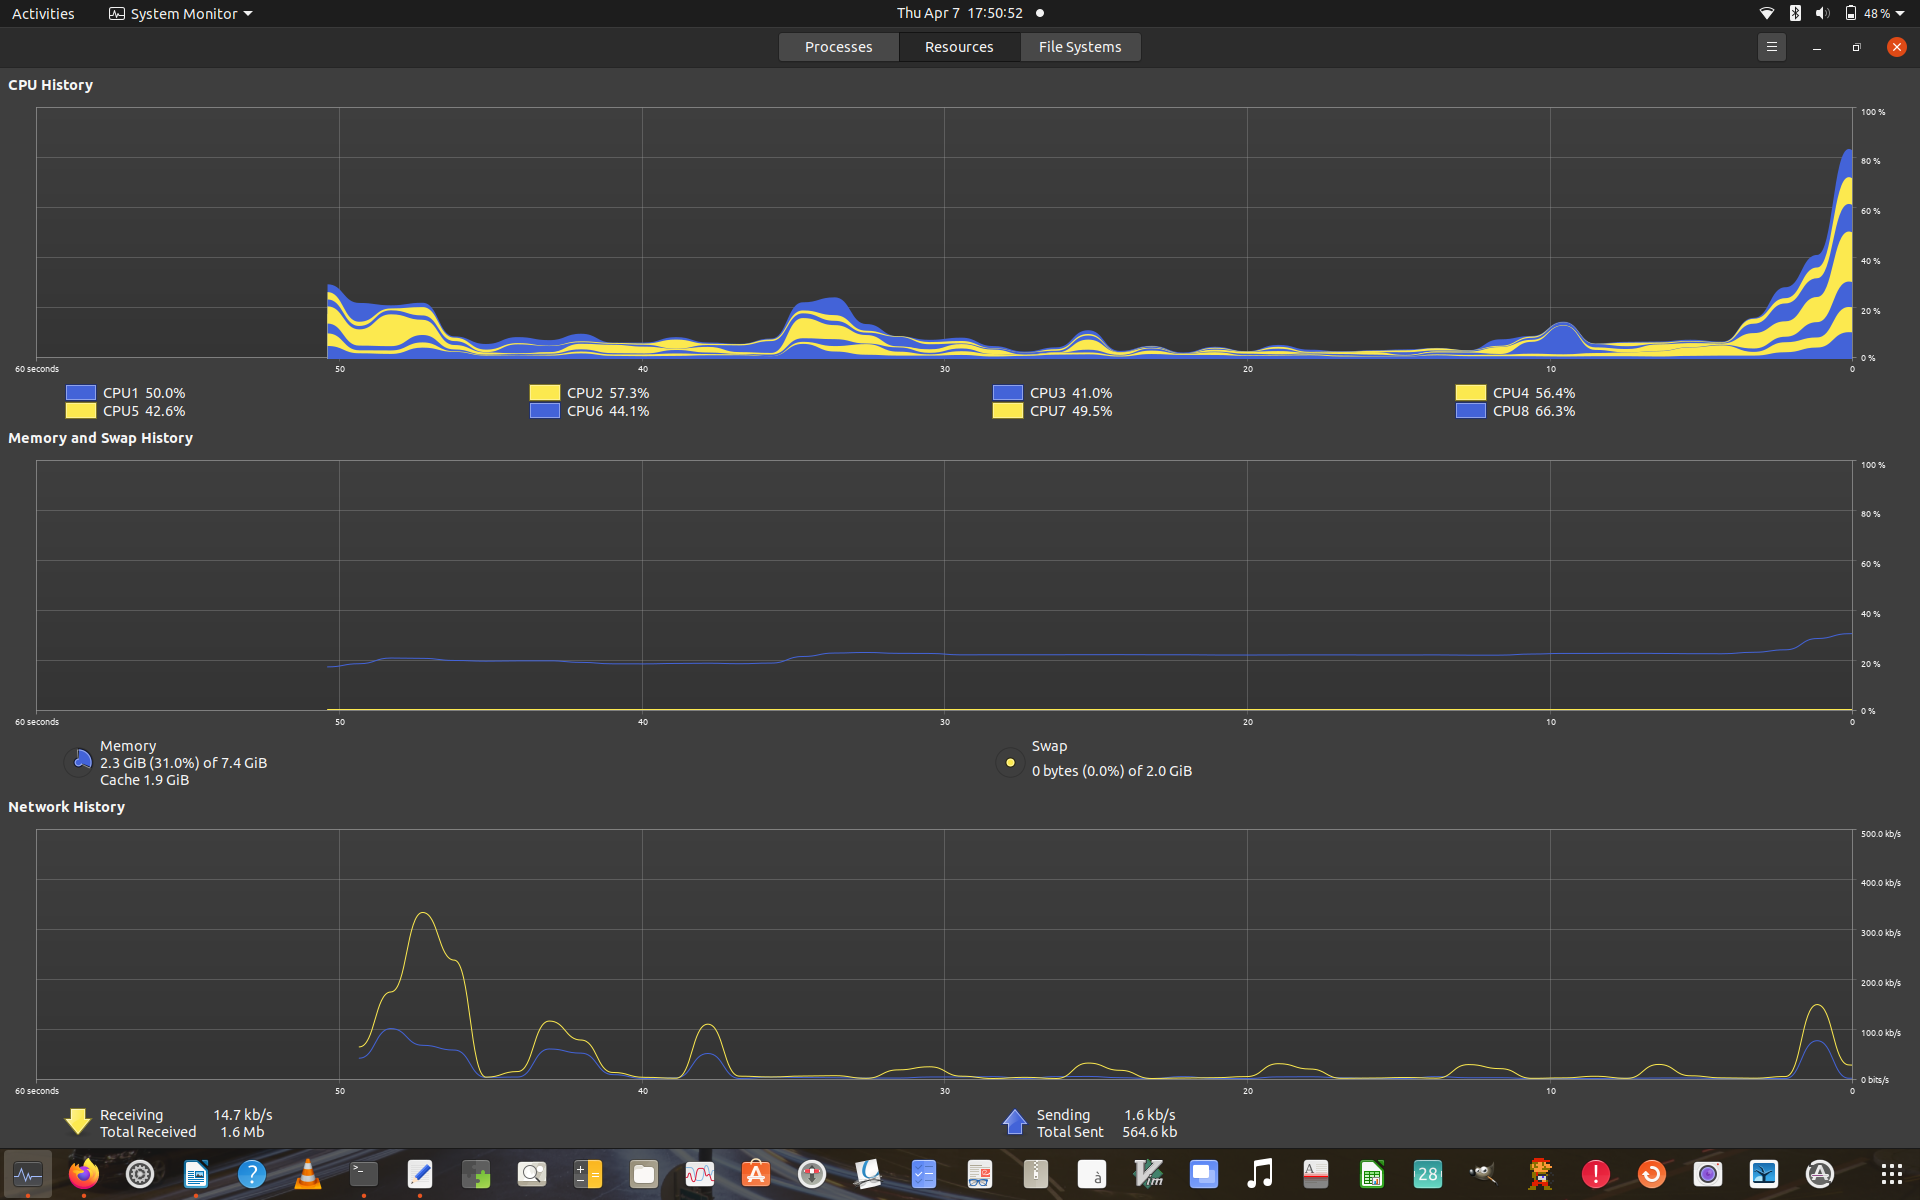 Activities System Monitor Thu Apr 7 17:50:52 48 %
Processes Resources File Systems
CPU History
100 %
80 %
60 %
40 %
20 %
0 %
60 seconds 50 40 30 20 10 0
CPU1 50.0% CPU2 57.3% CPU3 41.0% CPU4 56.4%
CPU5 42.6% CPU6 44.1% CPU7 49.5% CPU8 66.3%
Memory and Swap History
100 %
80 %
60 %
40 %
20 %
0 %
60 seconds 50 40 30 20 10 0
Memory
2.3 GiB (31.0%) of 7.4 GiB
Cache 1.9 GiB
Swap
0 bytes (0.0%) of 2.0 GiB
Network History
500.0 kb/s
400.0 kb/s
300.0 kb/s
200.0 kb/s
100.0 kb/s
0 bits/s
60 seconds 50 40 30 20 10 0
Receiving 14.7 kb/s
Total Received 1.6 Mb
Sending 1.6 kb/s
Total Sent 564.6 kb
? >_ A à Vim A 28 !